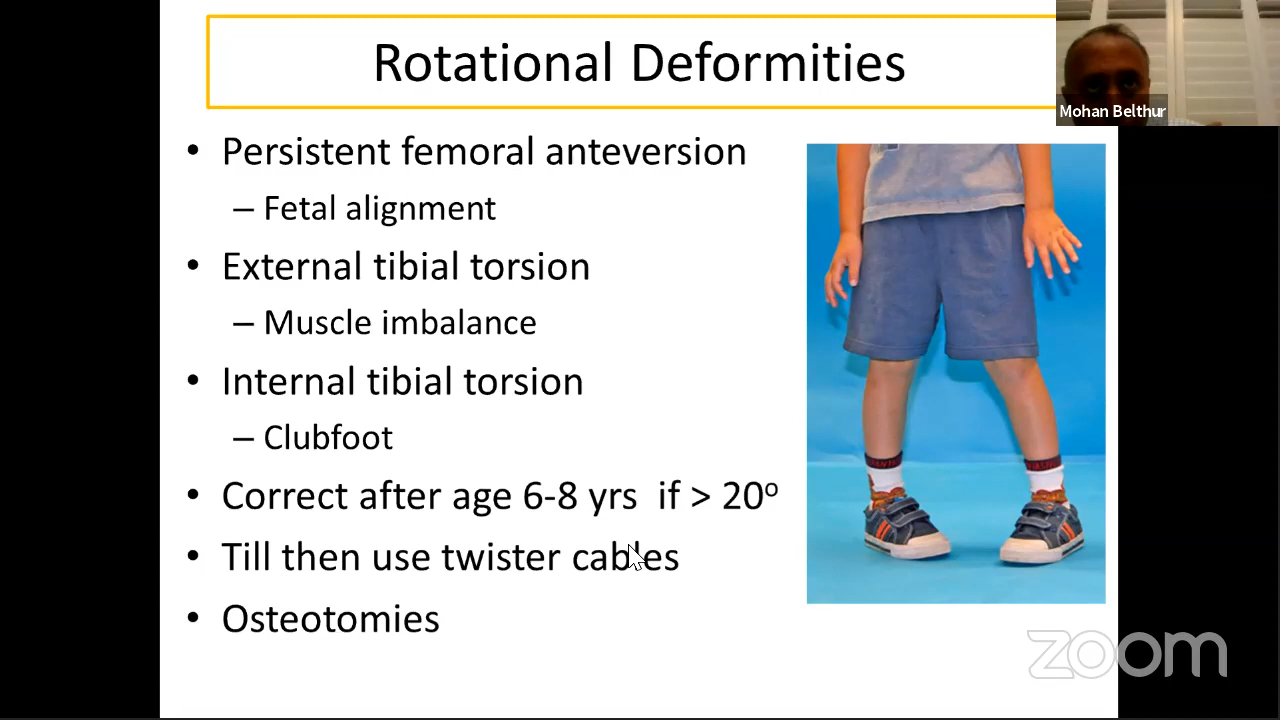 Rotational Deformities
Mohan Belthur
• Persistent femoral anteversion
– Fetal alignment
• External tibial torsion
– Muscle imbalance
• Internal tibial torsion
– Clubfoot
• Correct after age 6-8 yrs if > 20º
• Till then use twister cables
• Osteotomies
zoom